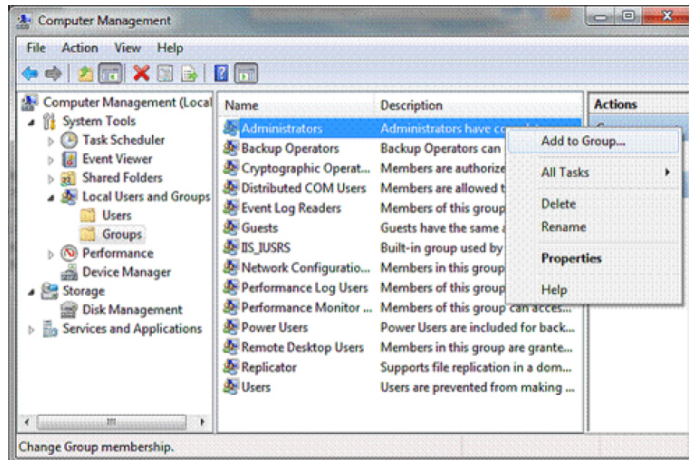 Computer Management
File Action View Help
Computer Management (Local
System Tools
Task Scheduler
Event Viewer
Shared Folders
Local Users and Groups
Users
Groups
Performance
Device Manager
Storage
Disk Management
Services and Applications
Name Description
Administrators Administrators have
Backup Operators Backup Operators can
Cryptographic Operat... Members are authorize
Distributed COM Users Members are allowed t
Event Log Readers Members of this group
Guests Guests have the same
IIS_IUSRS Built-in group used by
Network Configuratio... Members in this group
Performance Log Users Members of this group
Performance Monitor ... Members of this group can acces...
Power Users Power Users are included for back...
Remote Desktop Users Members in this group are grante...
Replicator Supports file replication in a dom...
Users Users are prevented from making ...
Actions
Add to Group...
All Tasks
Delete
Rename
Properties
Help
Change Group membership.